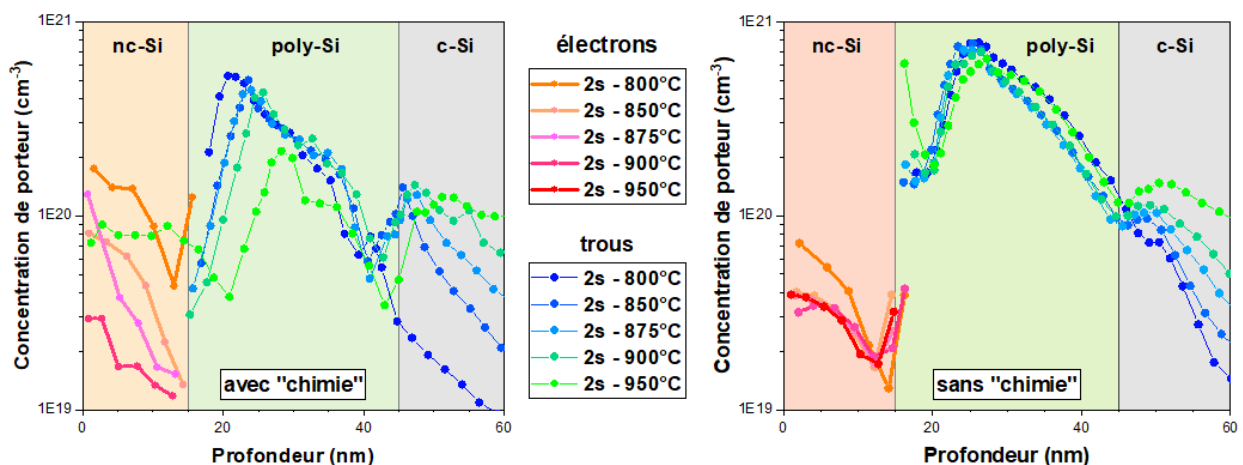 1E21
1E20
1E19
Concentration de porteur (cm⁻³)
nc-Si
poly-Si
c-Si
avec "chimie"
0
20
40
60
Profondeur (nm)
électrons
2s - 800°C
2s - 850°C
2s - 875°C
2s - 900°C
2s - 950°C
trous
2s - 800°C
2s - 850°C
2s - 875°C
2s - 900°C
2s - 950°C
1E21
1E20
1E19
Concentration de porteur (cm⁻³)
nc-Si
poly-Si
c-Si
sans "chimie"
0
20
40
60
Profondeur (nm)